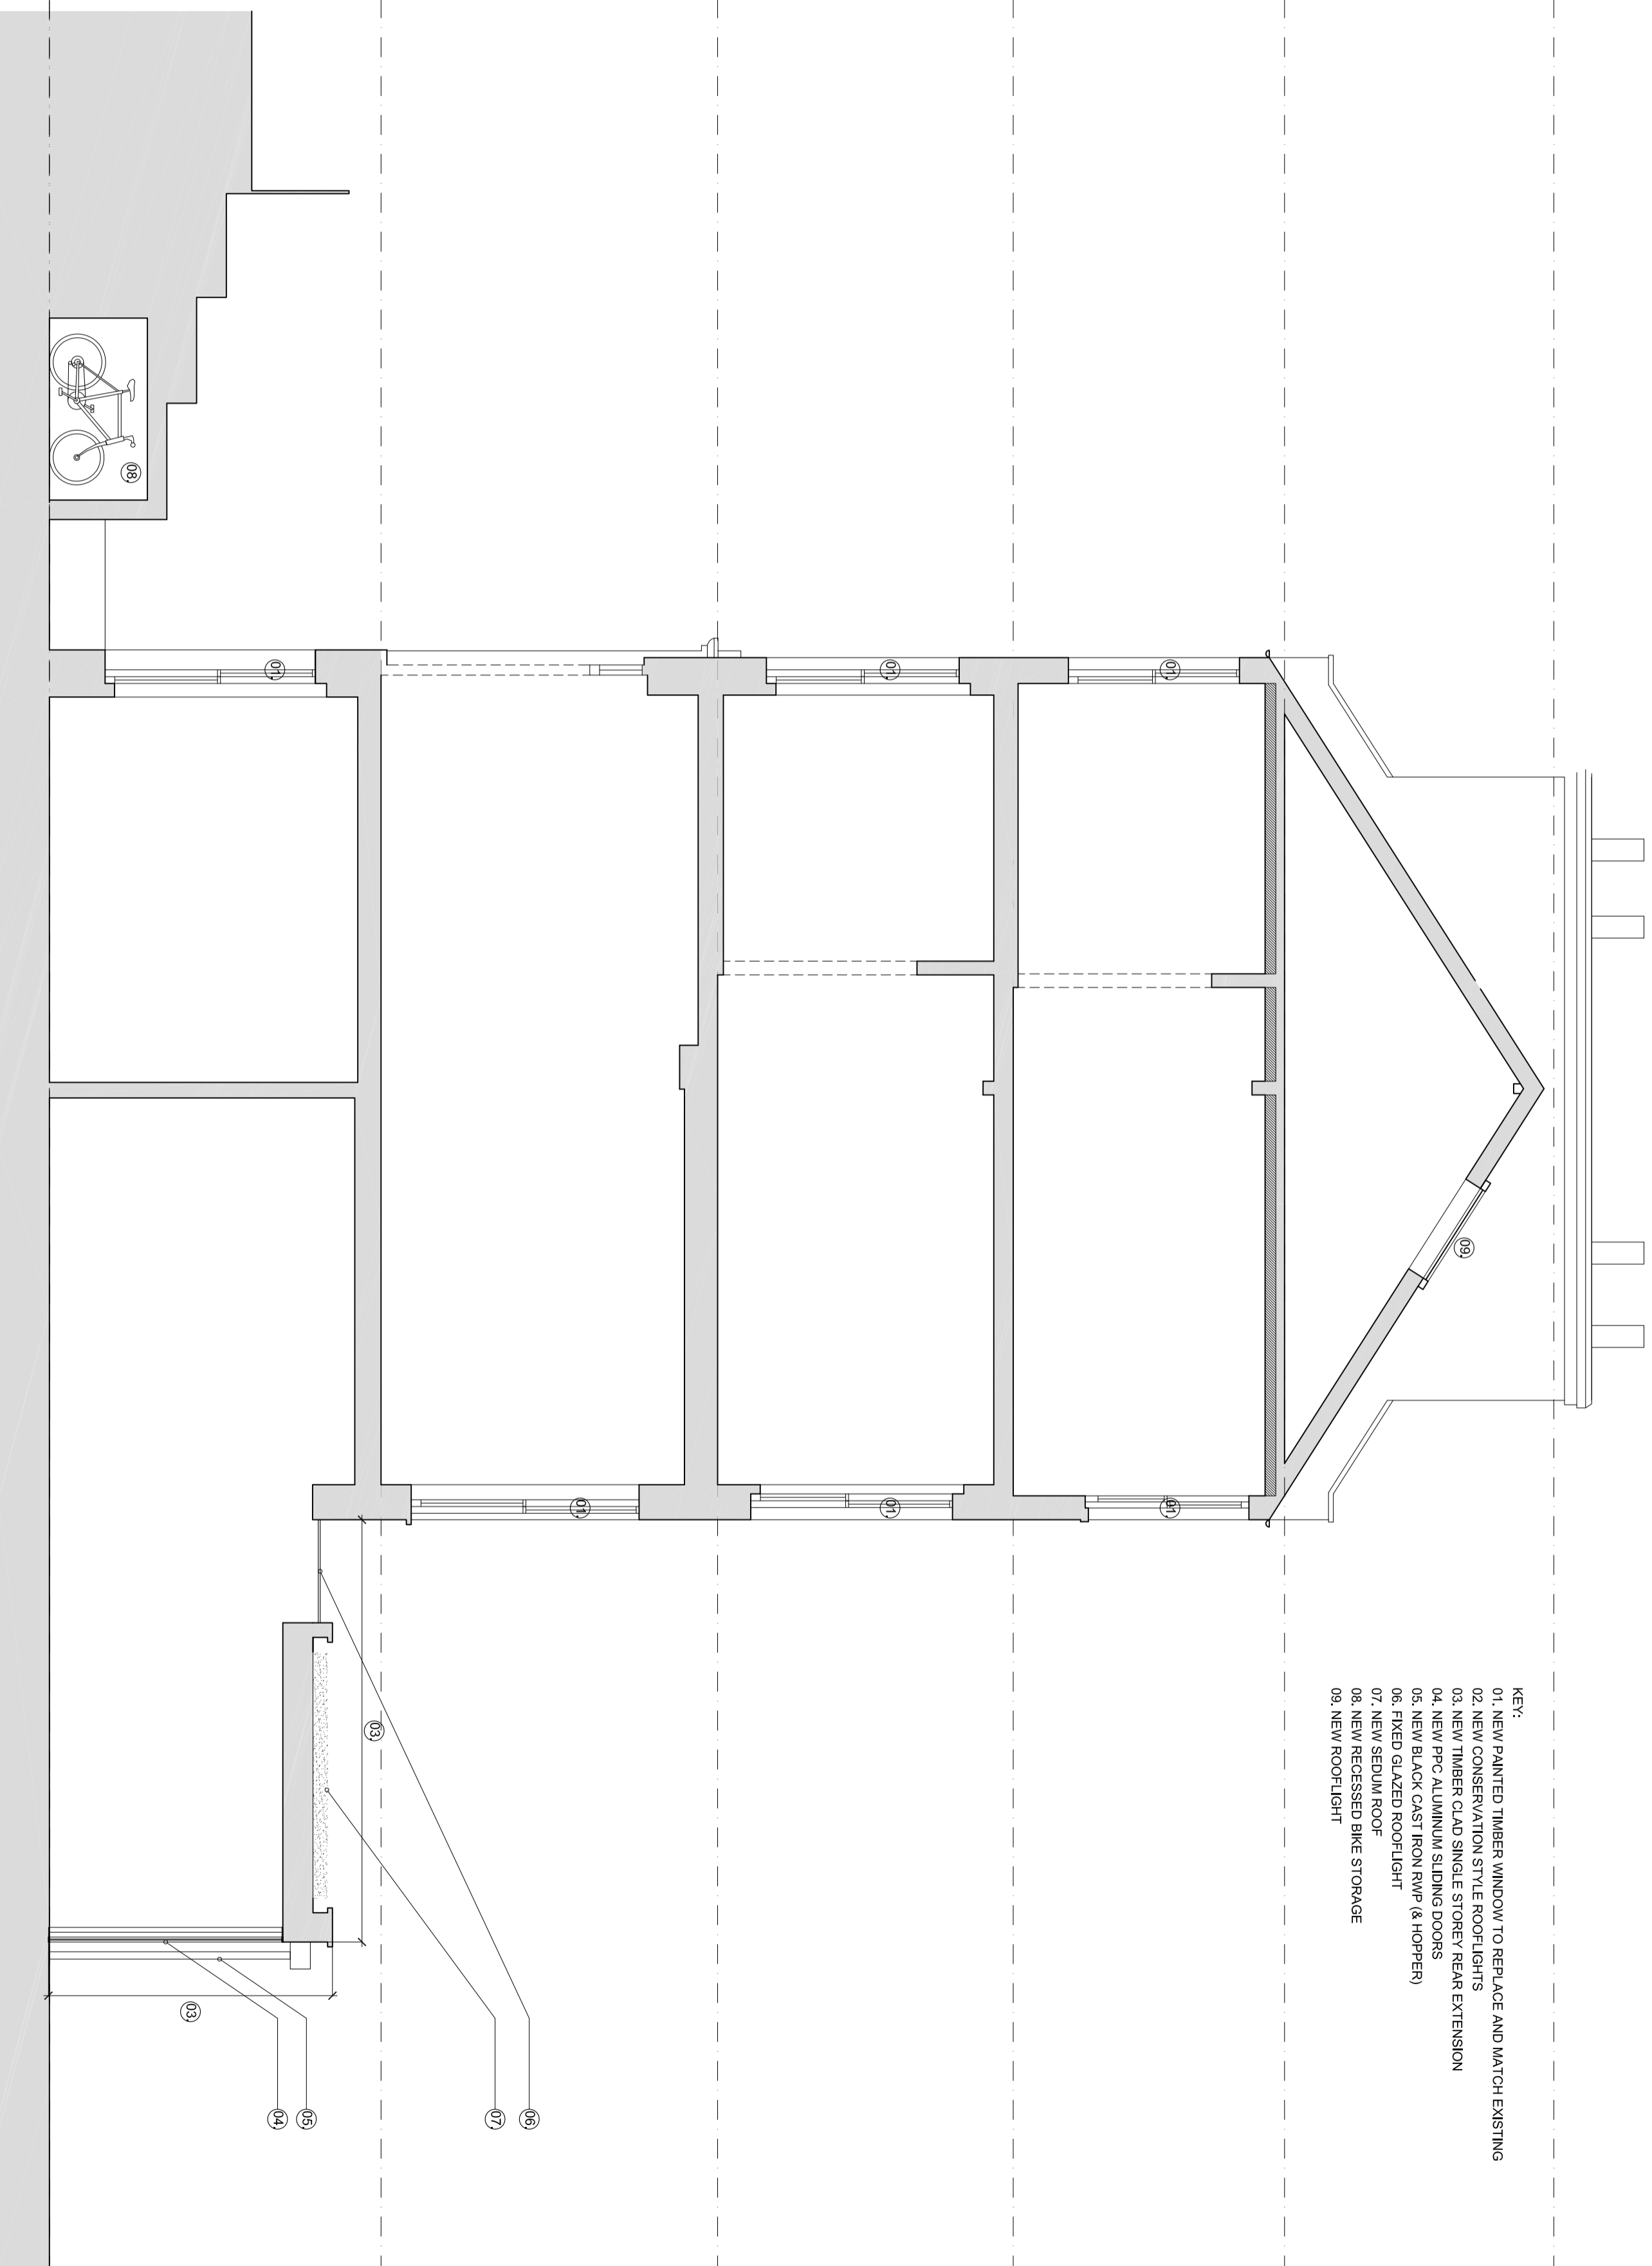 KEY:
01. NEW PAINTED TIMBER WINDOW TO REPLACE AND MATCH EXISTING
02. NEW CONSERVATION STYLE ROOFLIGHTS
03. NEW TIMBER CLAD SINGLE STOREY REAR EXTENSION
04. NEW PPC ALUMINUM SLIDING DOORS
05. NEW BLACK CAST IRON RWP (& HOPPER)
06. FIXED GLAZED ROOFLIGHT
07. NEW SEDUM ROOF
08. NEW RECESSED BIKE STORAGE
09. NEW ROOFLIGHT
09.
01.
01.
01.
01.
01.
01.
06.
07.
03.
05.
04.
03.
08.